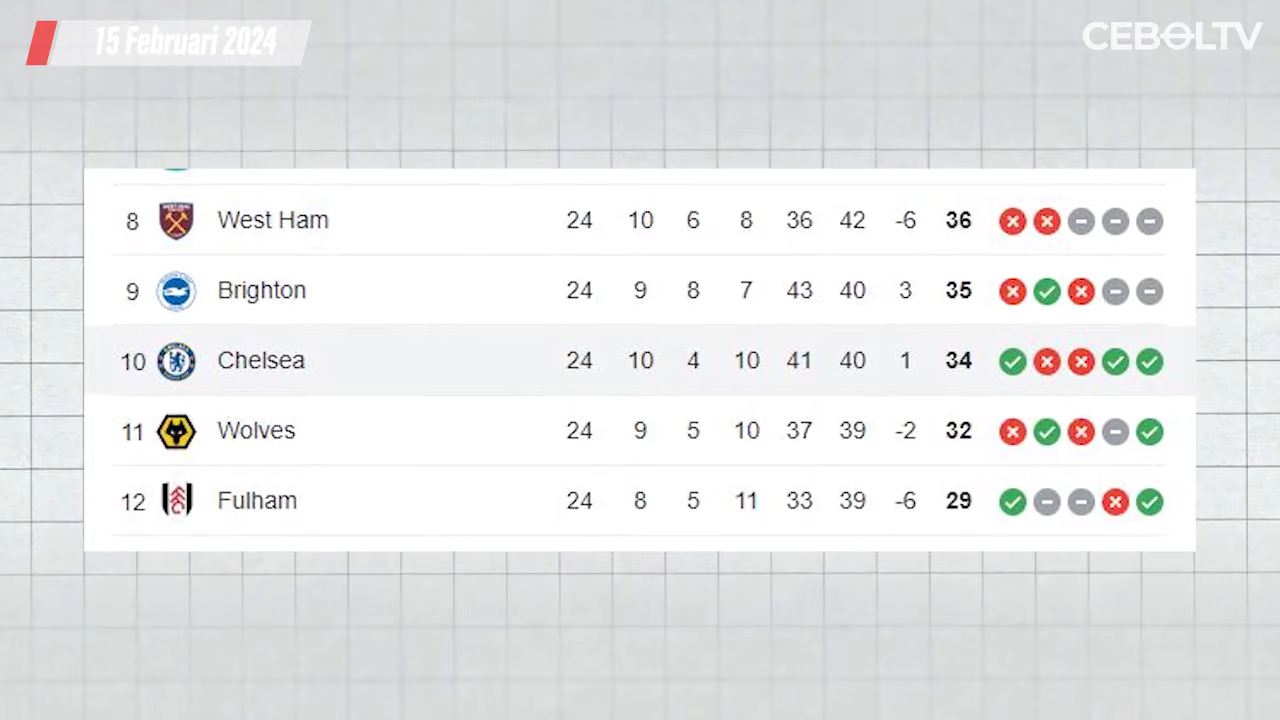 15 Februari 2024
CEBOLTV
8 West Ham 24 10 6 8 36 42 -6 36
9 Brighton 24 9 8 7 43 40 3 35
10 Chelsea 24 10 4 10 41 40 1 34
11 Wolves 24 9 5 10 37 39 -2 32
12 Fulham 24 8 5 11 33 39 -6 29